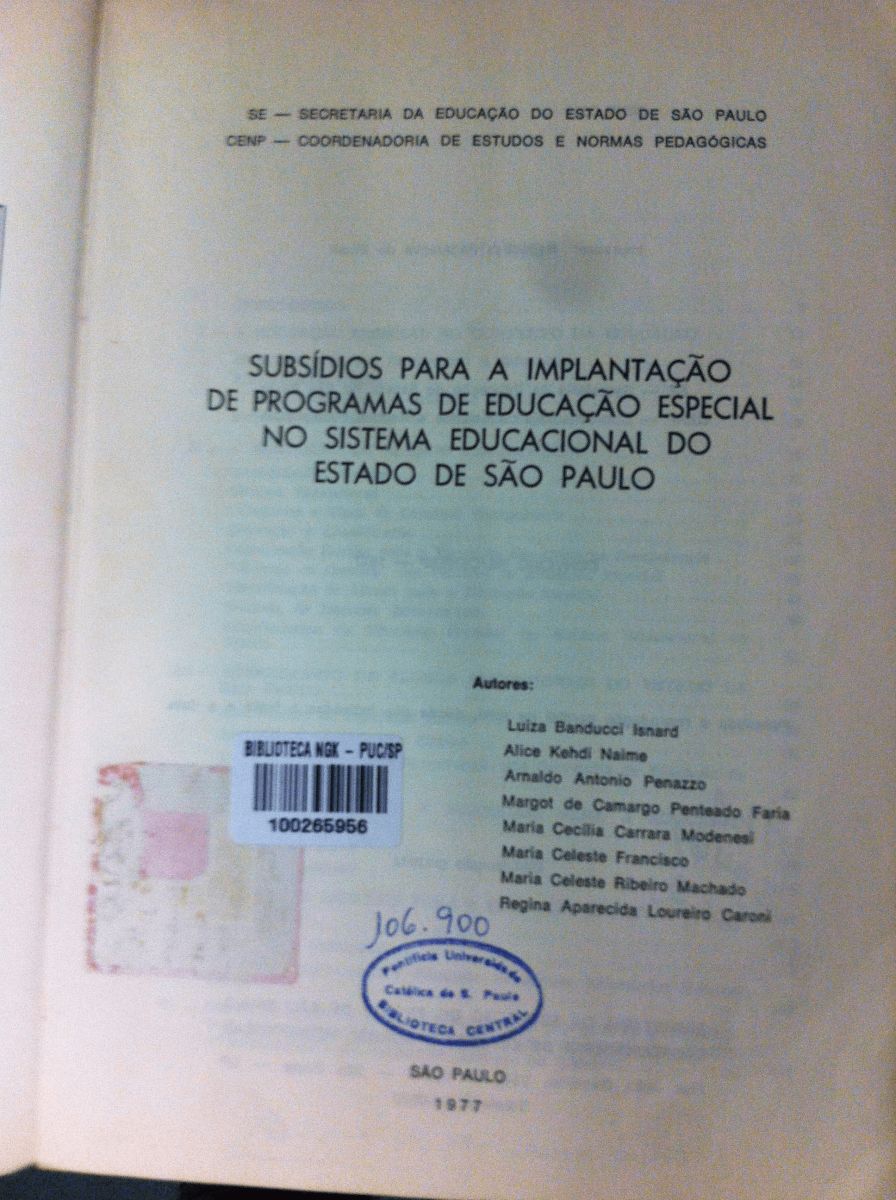 SE — SECRETARIA DA EDUCAÇÃO DO ESTADO DE SÃO PAULO
CENP — COORDENADORIA DE ESTUDOS E NORMAS PEDAGÓGICAS
SUBSÍDIOS PARA A IMPLANTAÇÃO
DE PROGRAMAS DE EDUCAÇÃO ESPECIAL
NO SISTEMA EDUCACIONAL DO
ESTADO DE SÃO PAULO
Autores:
Luiza Banducci Isnard
Alice Kehdi Naime
Arnaldo Antonio Penazzo
Margot de Camargo Penteado Faria
Maria Cecília Carrara Modenesi
Maria Celeste Francisco
Maria Celeste Ribeiro Machado
Regina Aparecida Loureiro Caroni
BIBLIOTECA NGK - PUC/SP
100265956
106.900
Pontifícia Universidade
Católica de S. Paulo
BIBLIOTECA CENTRAL
SÃO PAULO
1977